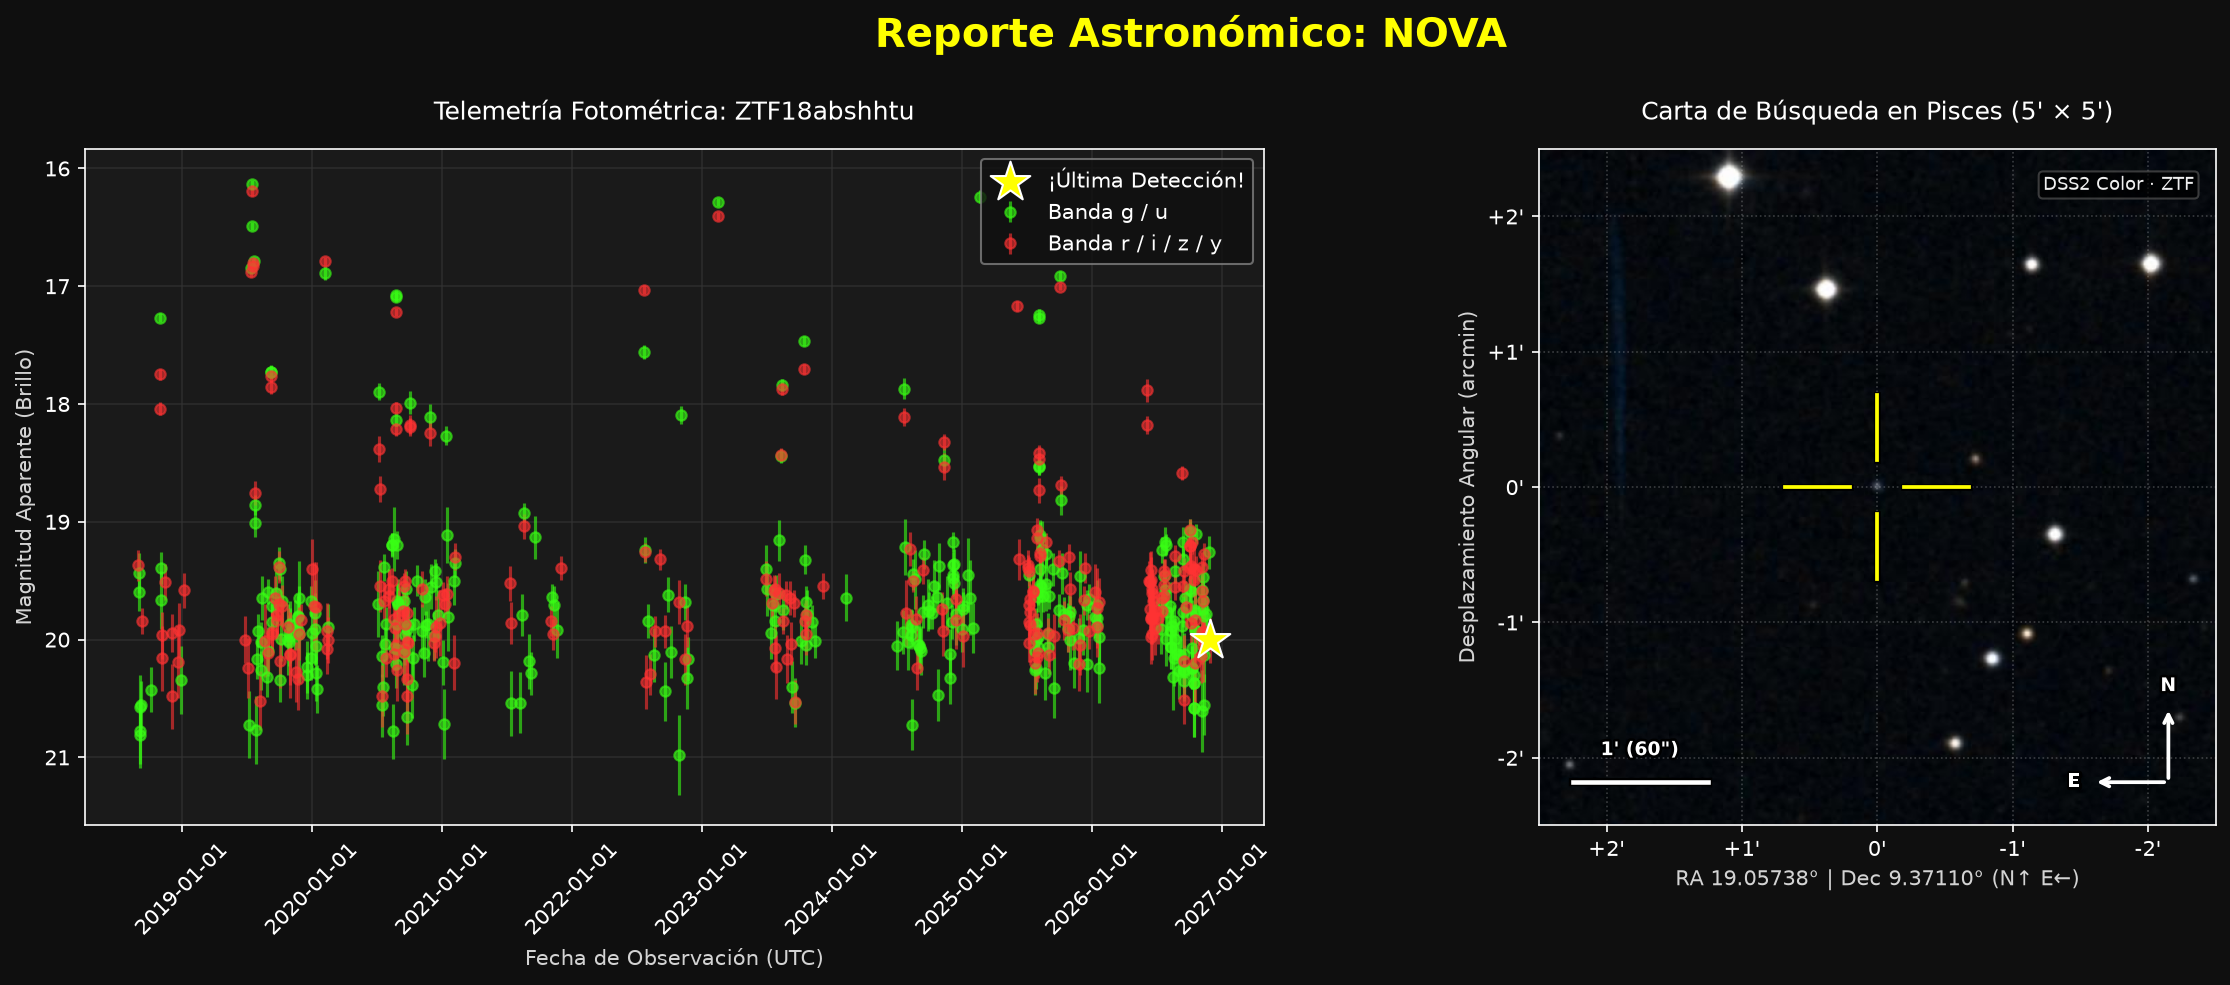 Reporte Astronómico: NOVA
Telemetría Fotométrica: ZTF18abshhtu
Magnitud Aparente (Brillo)
16
17
18
19
20
21
¡Última Detección!
Banda g / u
Banda r / i / z / y
2019-01-01
2020-01-01
2021-01-01
2022-01-01
2023-01-01
2024-01-01
2025-01-01
2026-01-01
2027-01-01
Fecha de Observación (UTC)
Carta de Búsqueda en Pisces (5' × 5')
DSS2 Color · ZTF
Desplazamiento Angular (arcmin)
+2'
+1'
0'
-1'
-2'
N
E
1' (60")
+2'
+1'
0'
-1'
-2'
RA 19.05738° | Dec 9.37110° (N↑ E←)